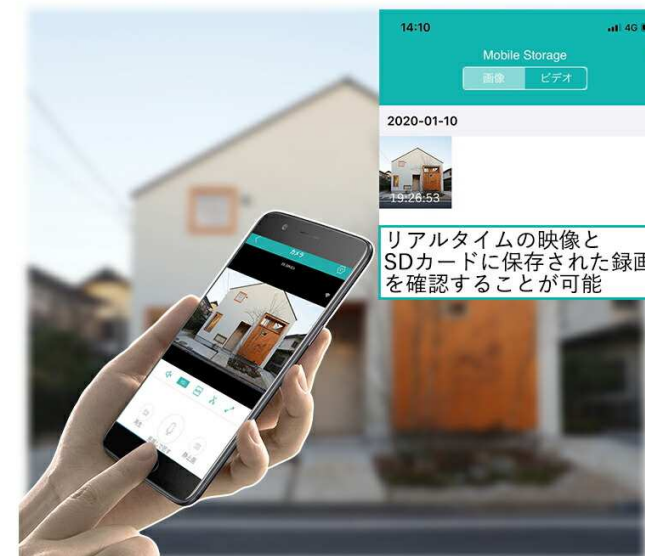 14:10
4G
Mobile Storage
画像 ビデオ
2020-01-10
19:26:53
リアルタイムの映像と
SDカードに保存された録画
を確認することが可能
カメラ